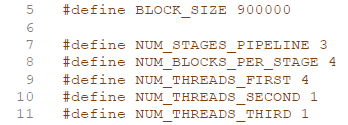 5 #define BLOCK_SIZE 900000
6
7 #define NUM_STAGES_PIPELINE 3
8 #define NUM_BLOCKS_PER_STAGE 4
9 #define NUM_THREADS_FIRST 4
10 #define NUM_THREADS_SECOND 1
11 #define NUM_THREADS_THIRD 1